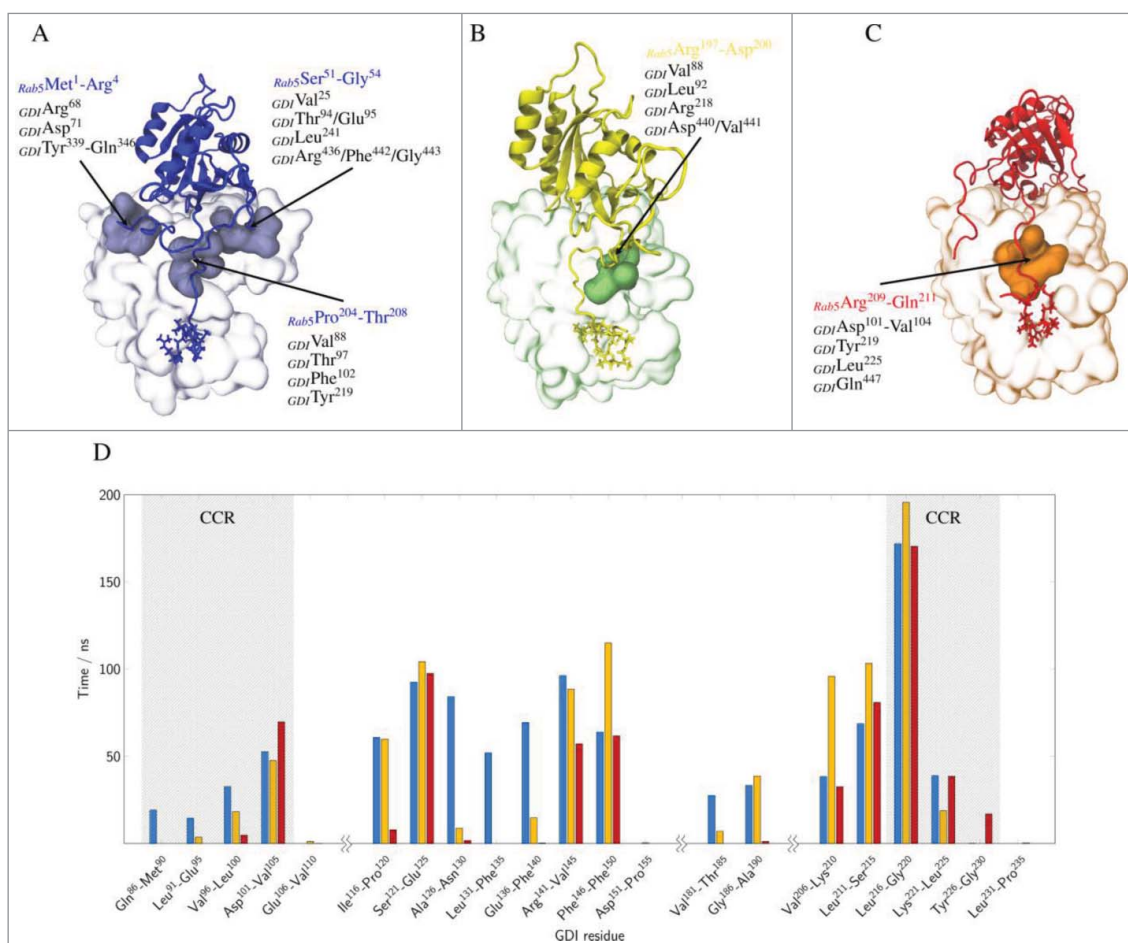 A
Rab5Met1-Arg4
GDIArg68
GDIAsp71
GDITyr339-Gln346
Rab5Ser51-Gly54
GDIVal25
GDIThr94/Glu95
GDILeu241
GDIArg436/Phe442/Gly443
Rab5Pro204-Thr208
GDIVal88
GDIThr97
GDIPhe102
GDITyr219
B
Rab5Arg197-Asp200
GDIVal88
GDILeu92
GDIArg218
GDIAsp440/Val441
C
Rab5Arg209-Gln211
GDIAsp101-Val104
GDITyr219
GDILeu225
GDIGln447
D
CCR
CCR
200
150
100
50
Time / ns
Gln86-Met90
Leu91-Glu95
Val96-Leu100
Asp101-Val105
Glu106-Val110
Ile116-Pro120
Ser121-Glu125
Ala126-Asn130
Leu131-Phe135
Glu136-Phe140
Arg141-Val145
Phe146-Phe150
Asp151-Pro155
Val181-Thr185
Gly186-Ala190
Val206-Lys210
Leu211-Ser215
Leu216-Gly220
Lys221-Leu225
Tyr226-Gly230
Leu231-Pro235
GDI residue